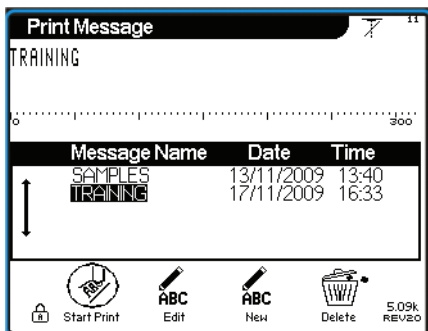 Print Message
11
TRAINING
0 300
Message Name Date Time
SAMPLES 13/11/2009 13:40
TRAINING 17/11/2009 16:33
ABC ABC ABC
Start Print Edit New Delete
5.09k
REV20